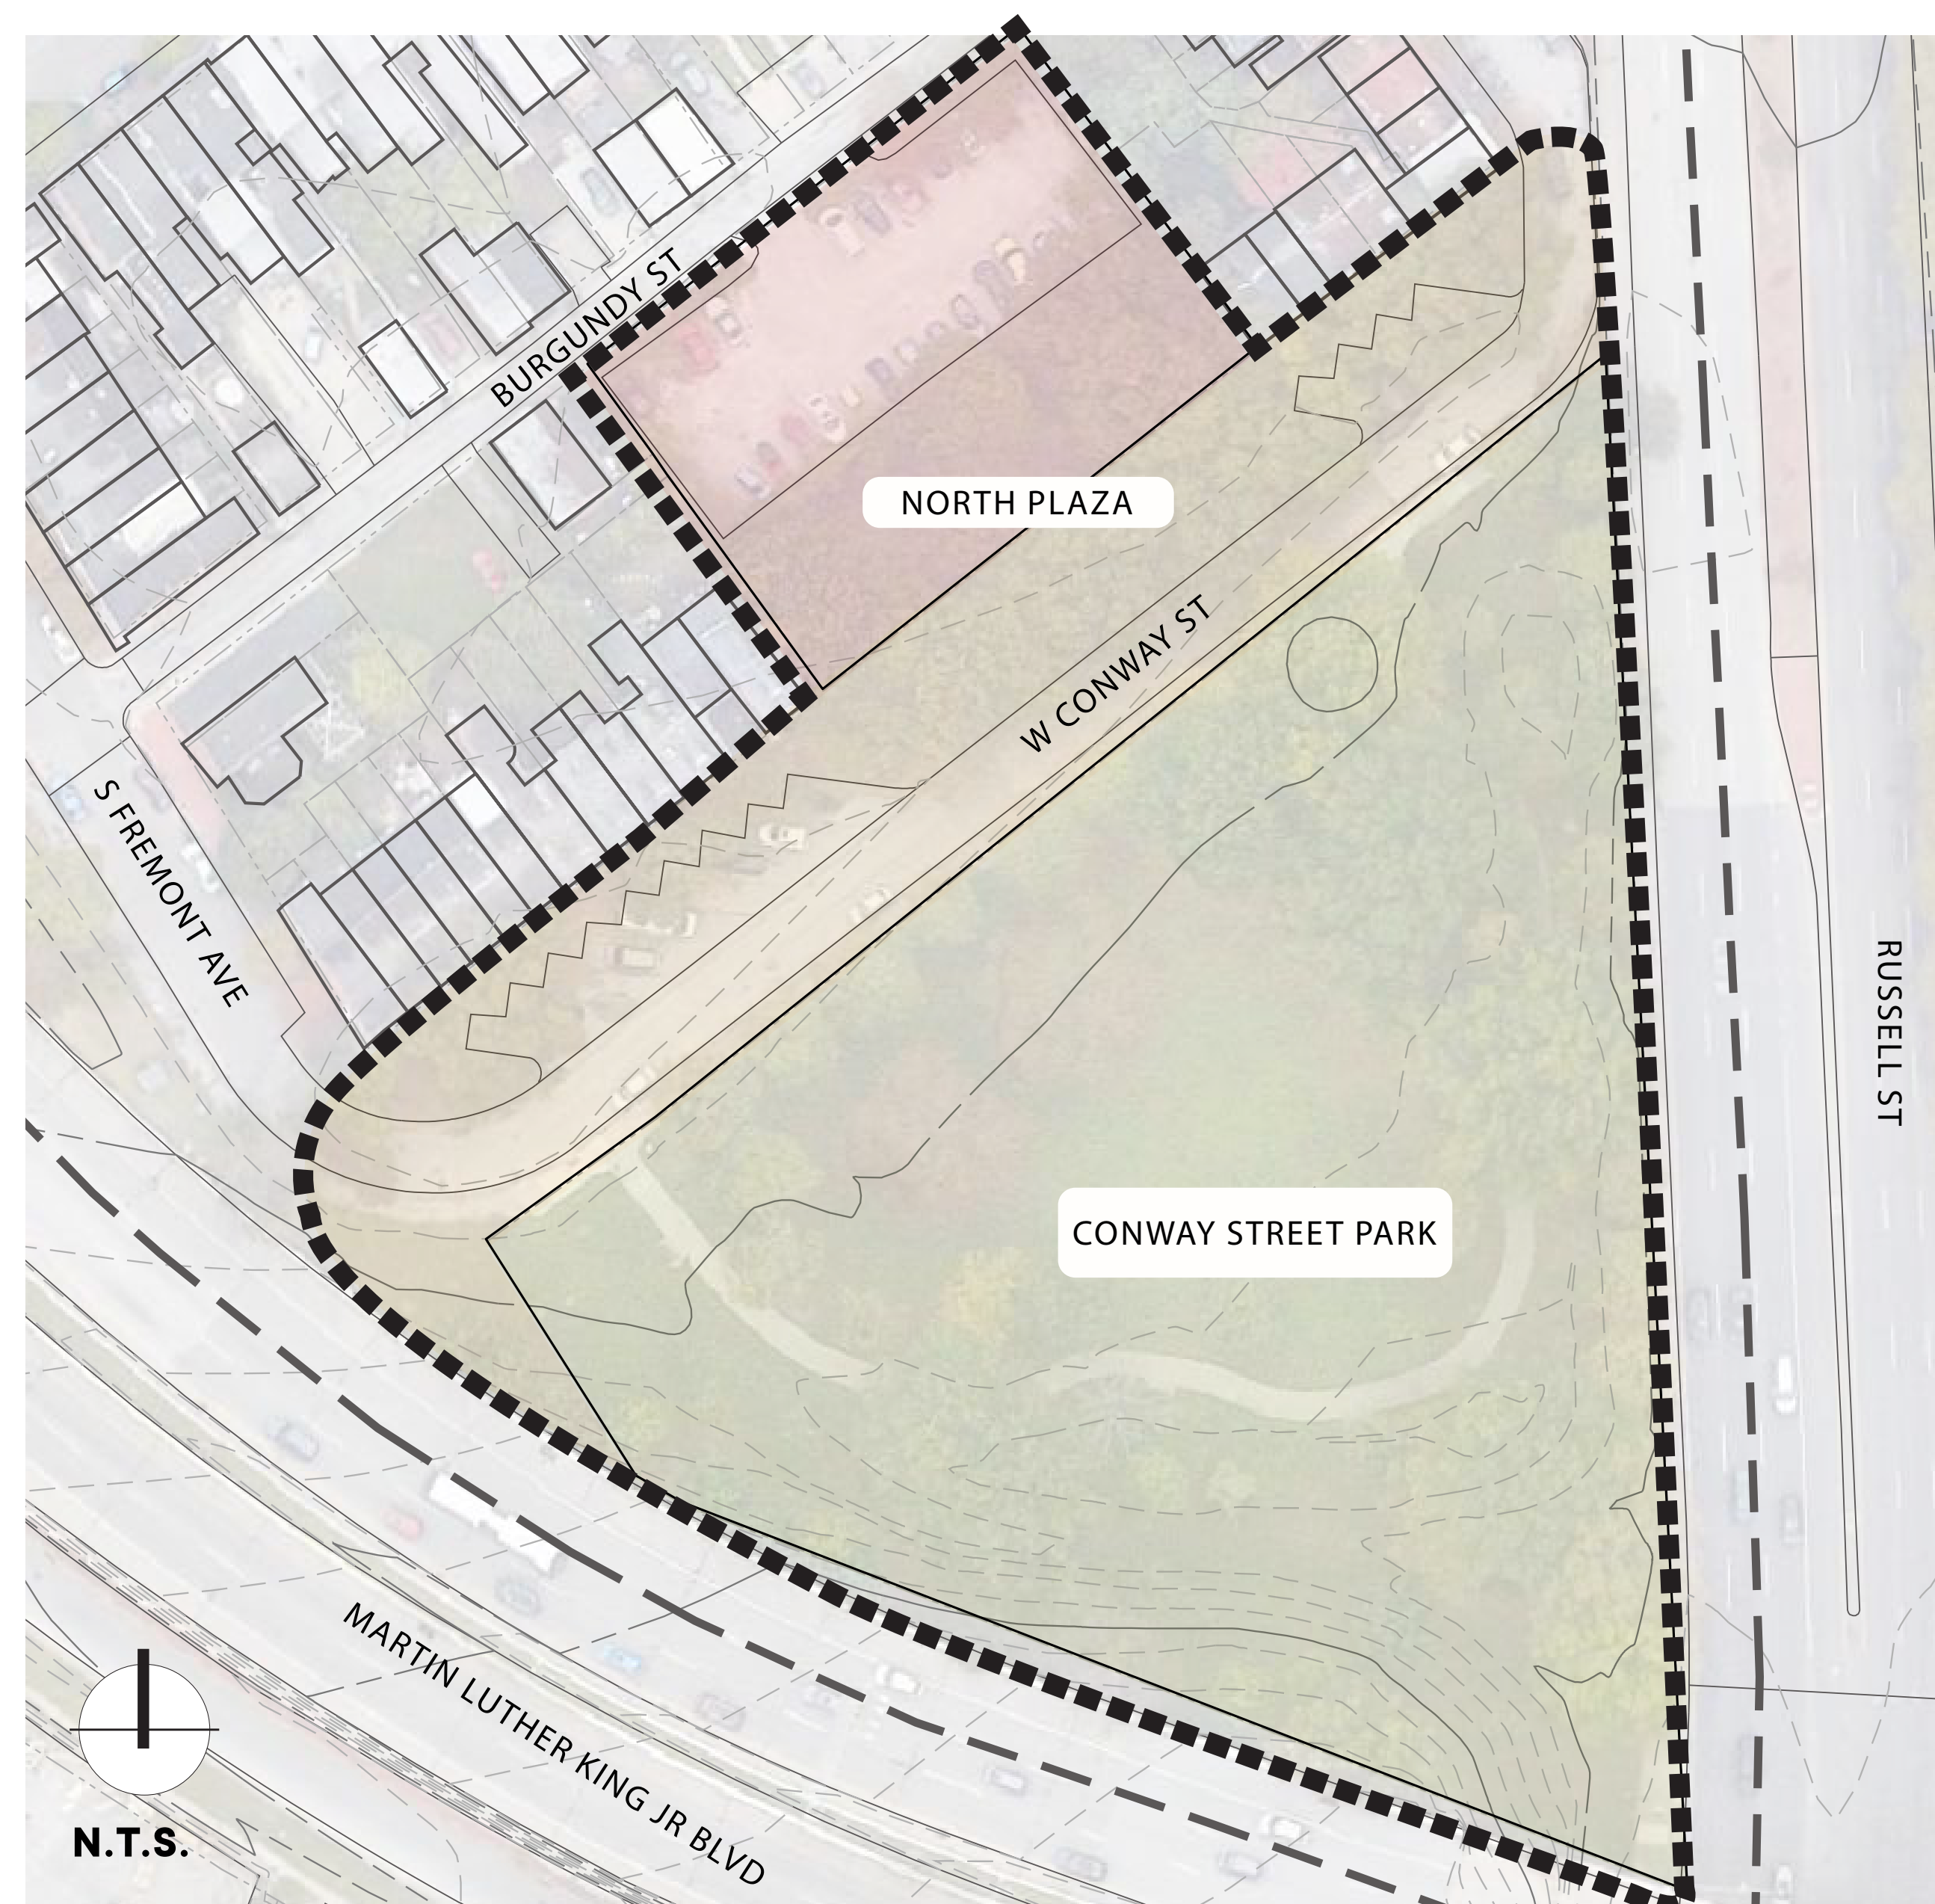 BURGUNDY ST
NORTH PLAZA
W CONWAY ST
S FREMONT AVE
RUSSELL ST
CONWAY STREET PARK
MARTIN LUTHER KING JR BLVD
N.T.S.